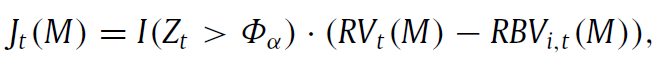 J_t(M) = I(Z_t > Φ_α) · (RV_t(M) − RBV_{i,t}(M)),